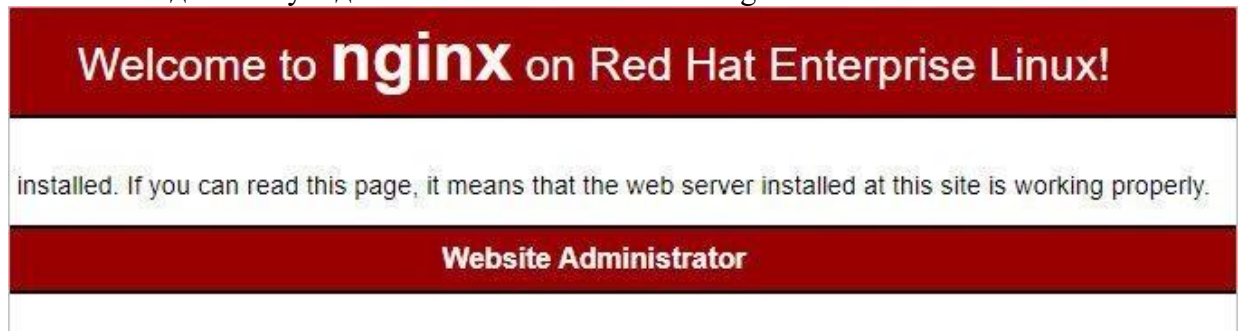 Welcome to nginx on Red Hat Enterprise Linux!
installed. If you can read this page, it means that the web server installed at this site is working properly.
Website Administrator